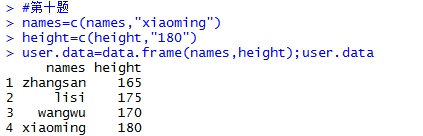 > #第十题
> names=c(names,"xiaoming")
> height=c(height,"180")
> user.data=data.frame(names,height);user.data
     names height
1 zhangsan    165
2     lisi    175
3   wangwu    170
4 xiaoming    180